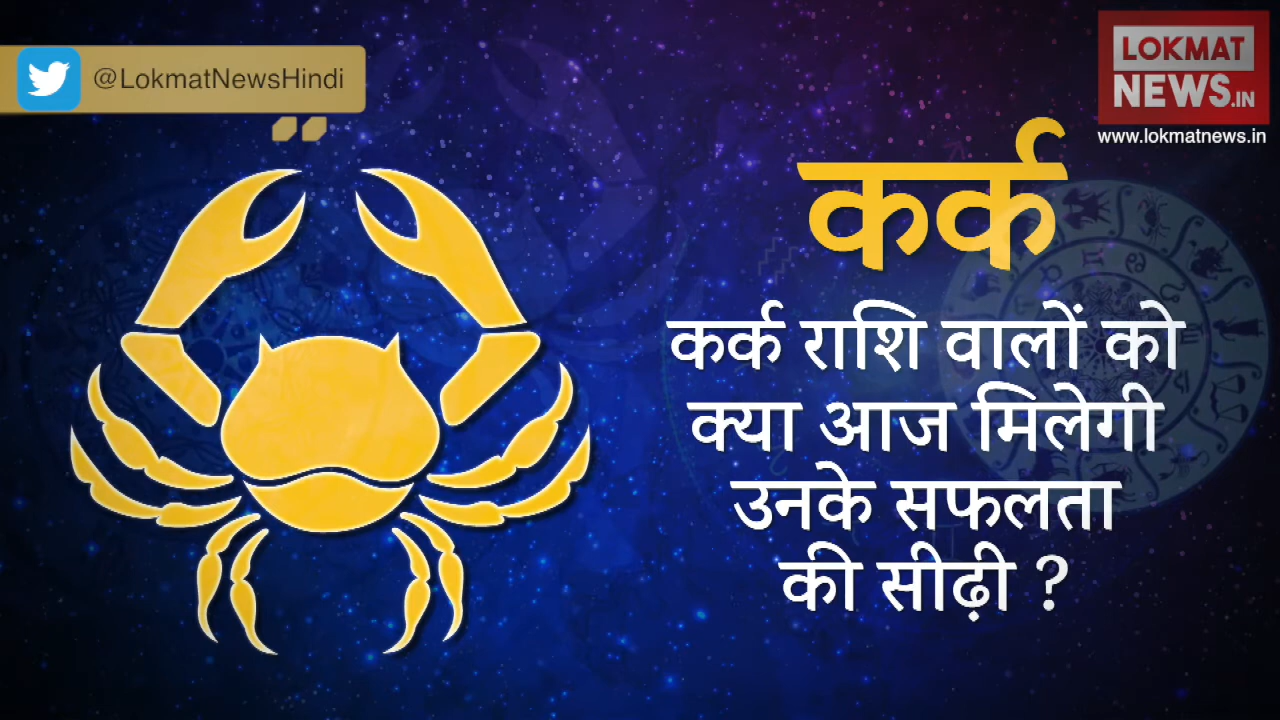 @LokmatNewsHindi
LOKMAT
NEWS.IN
www.lokmatnews.in
कर्क
कर्क राशि वालों को
क्या आज मिलेगी
उनके सफलता
की सीढ़ी ?